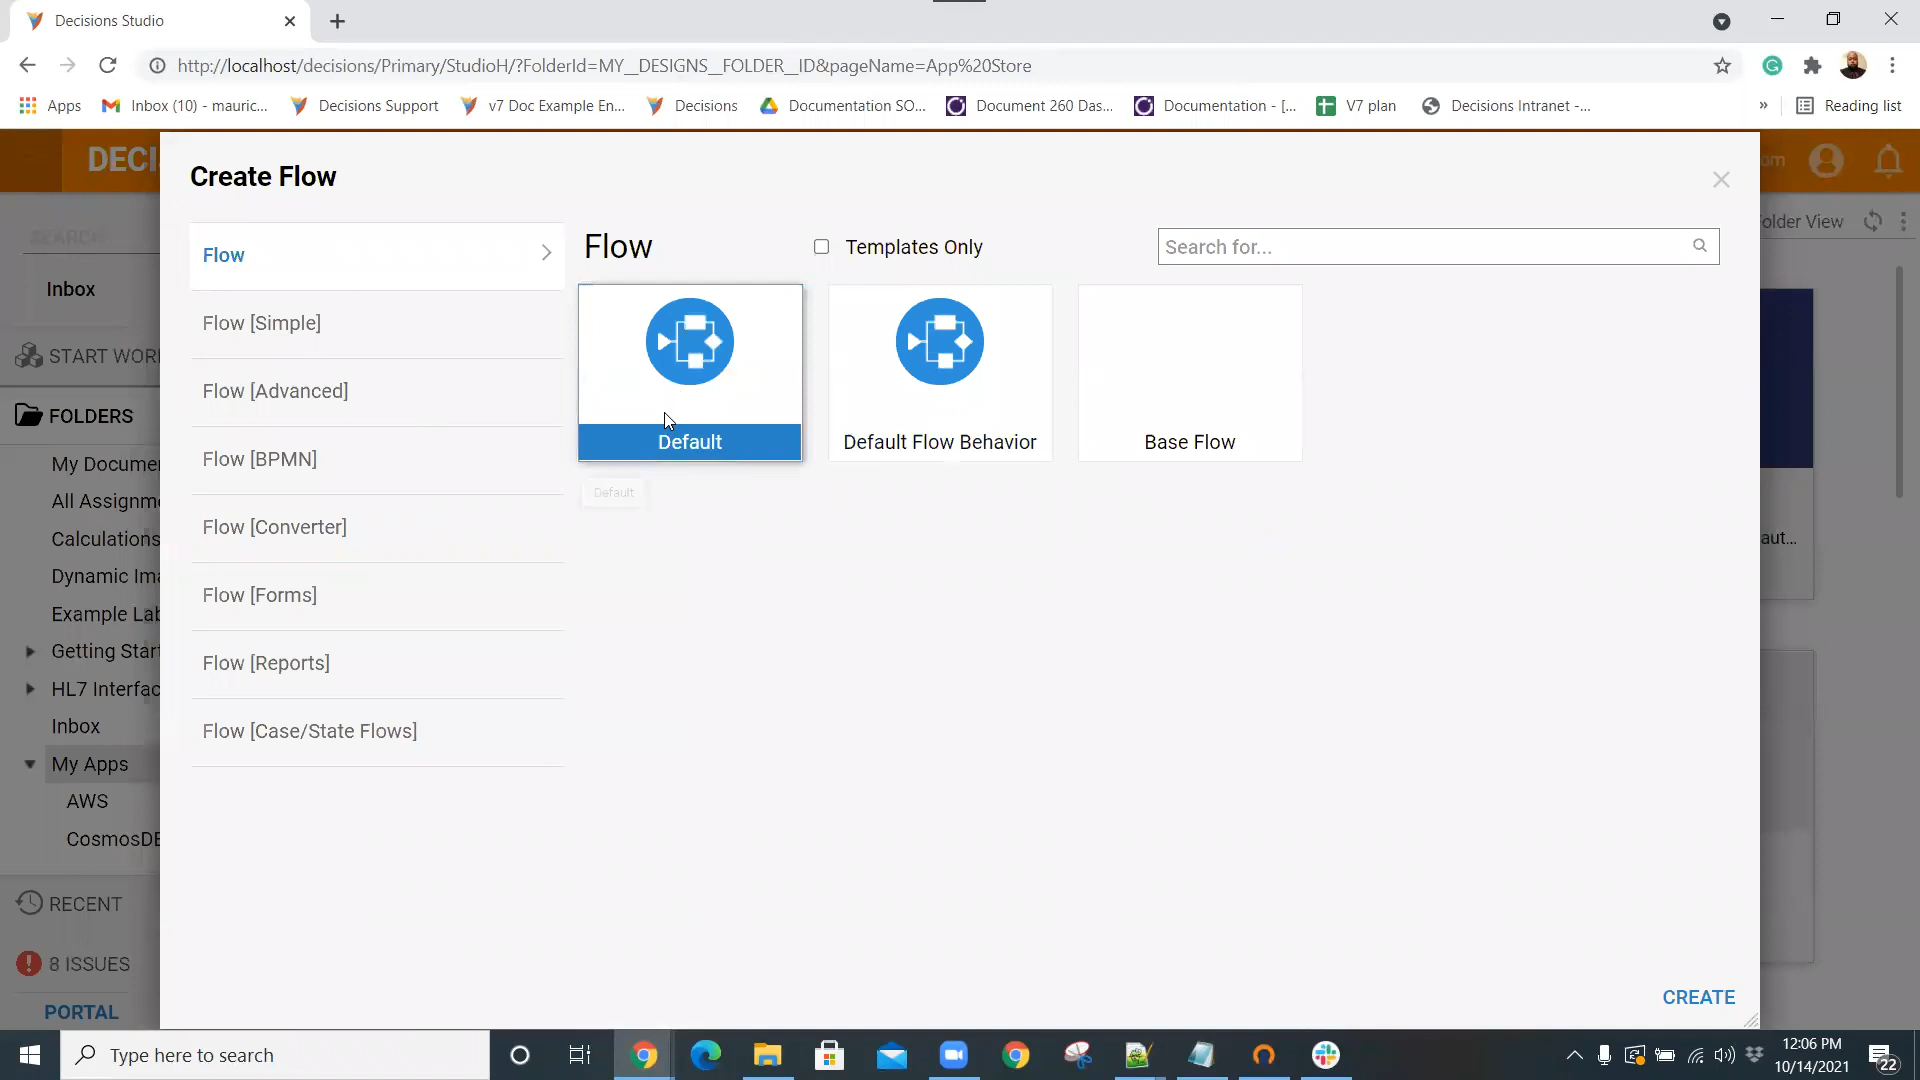 Decisions Studio
http://localhost/decisions/Primary/StudioH/?FolderId=MY__DESIGNS__FOLDER__ID&pageName=App%20Store
Apps
Inbox (10) - mauric...
Decisions Support
v7 Doc Example En...
Decisions
Documentation SO...
Document 260 Das...
Documentation - [...
V7 plan
Decisions Intranet -...
»
Reading list
DECI
om
Create Flow
SEARCH
older View
Flow
Flow
Templates Only
Search for...
Inbox
Flow [Simple]
START WOR
Flow [Advanced]
FOLDERS
Default
Default Flow Behavior
Base Flow
My Docume
Flow [BPMN]
Default
All Assignm
Calculations
Flow [Converter]
aut...
Dynamic Ima
Example Lab
Flow [Forms]
Getting Start
Flow [Reports]
HL7 Interfac
Inbox
Flow [Case/State Flows]
My Apps
AWS
CosmosDE
RECENT
8 ISSUES
PORTAL
CREATE
Type here to search
12:06 PM
10/14/2021
22